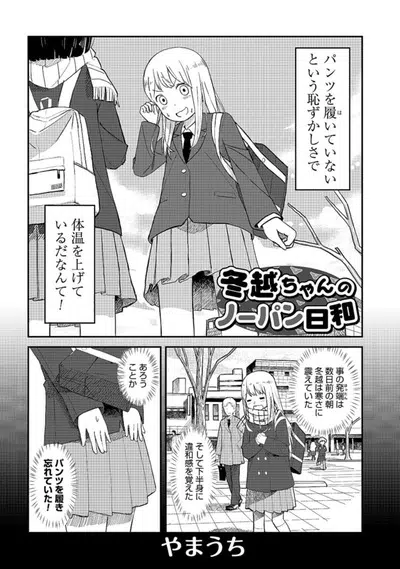 パンツを履いていない
という恥ずかしさで
体温を上げて
いるだなんて！
冬越ちゃんの
ノーパン日和
事の発端は
数日前の朝
冬越は寒さに
震えていた
そして下半身に
違和感を覚えた
あろう
ことか
パンツを履き
忘れていた！
やまうち